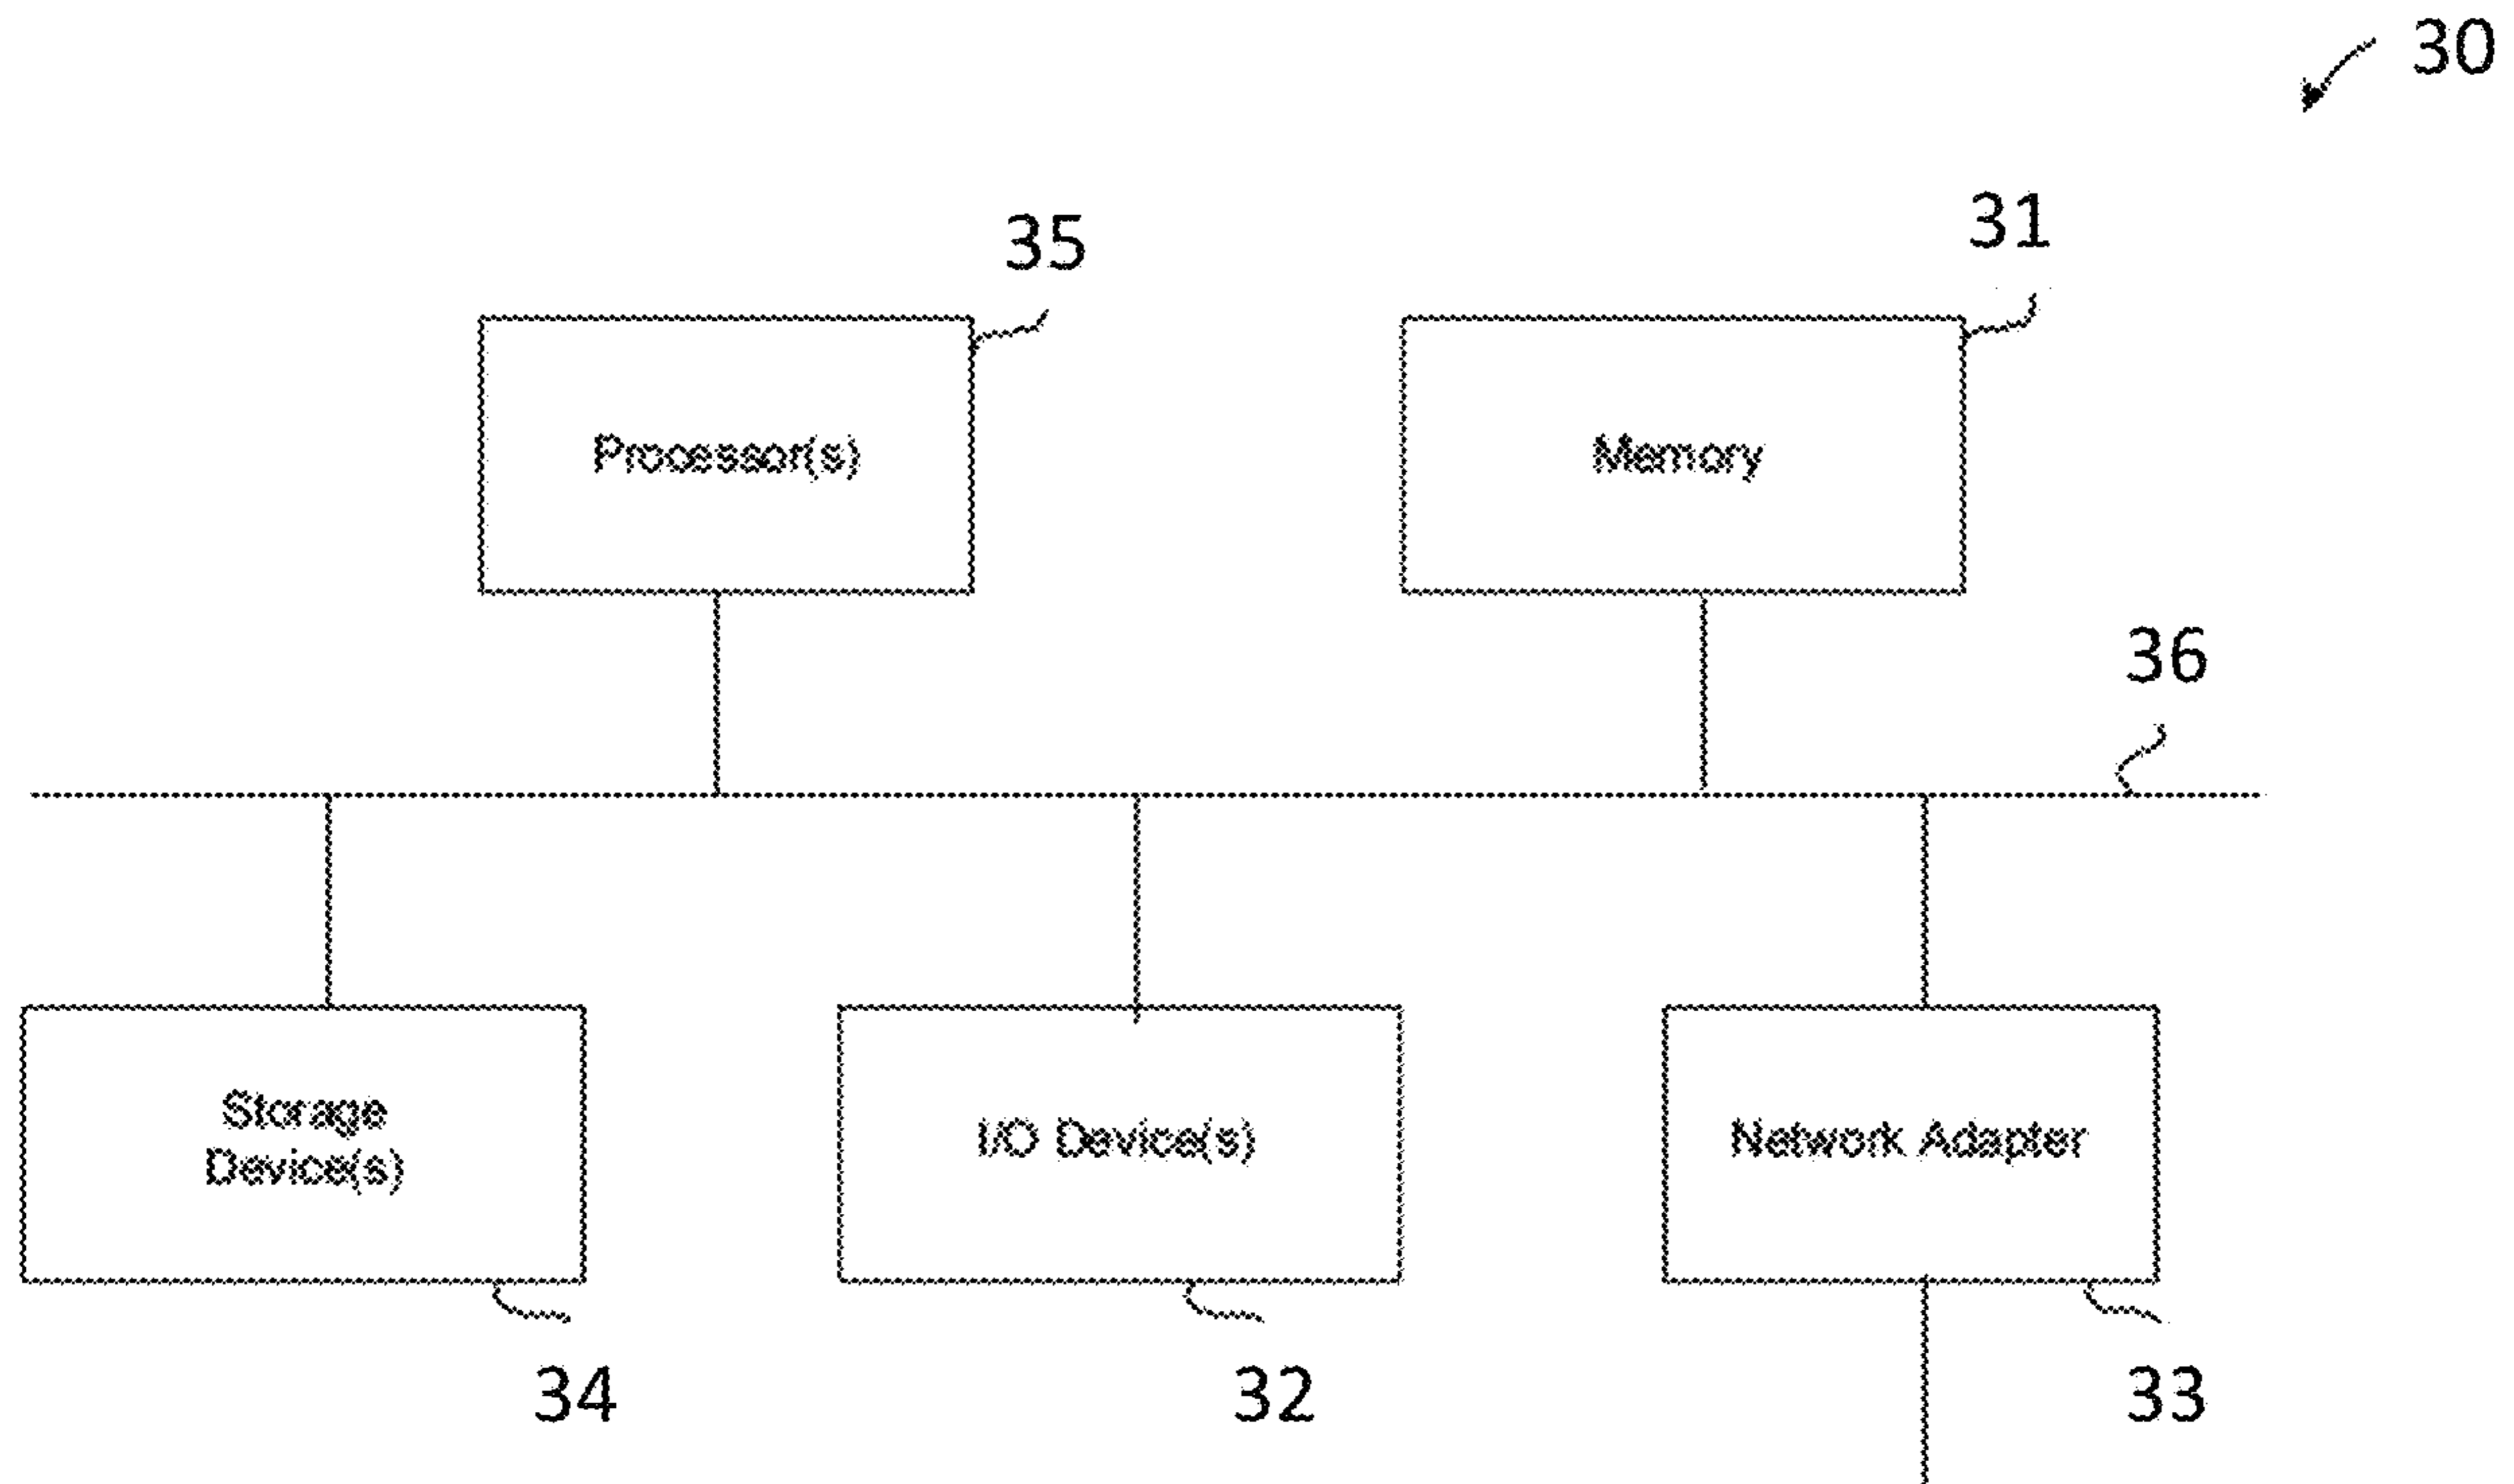 30
35
31
Processor(s)
Memory
36
Storage
Device(s)
I/O Device(s)
Network Adapter
34
32
33